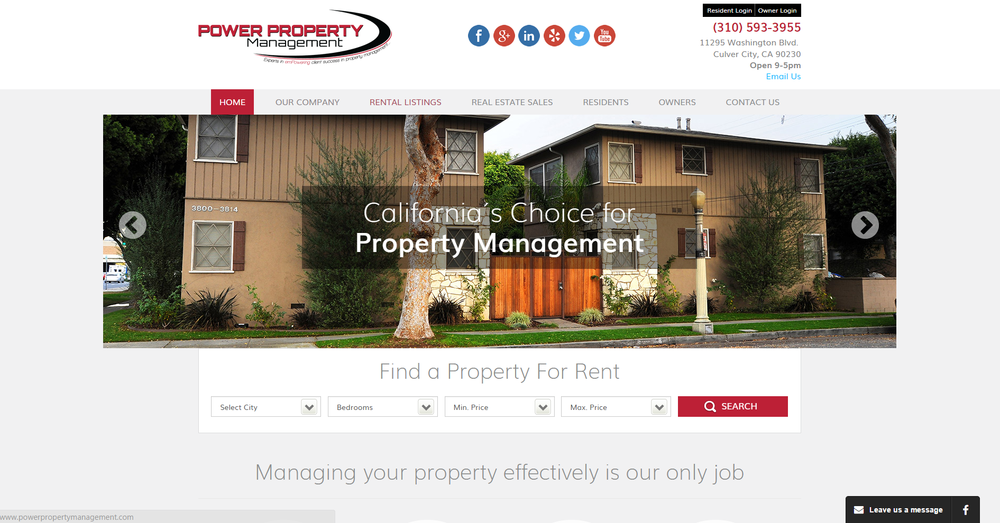 Resident Login
Owner Login
POWER PROPERTY
Management
Experts in emPowering client success in property management...
f
g+
in
You
Tube
(310) 593-3955
11295 Washington Blvd.
Culver City, CA 90230
Open 9-5pm
Email Us
HOME
OUR COMPANY
RENTAL LISTINGS
REAL ESTATE SALES
RESIDENTS
OWNERS
CONTACT US
3800-3814
California´s Choice for
Property Management
Find a Property For Rent
Select City
Bedrooms
Min. Price
Max. Price
SEARCH
Managing your property effectively is our only job
www.powerpropertymanagement.com
Leave us a message
f